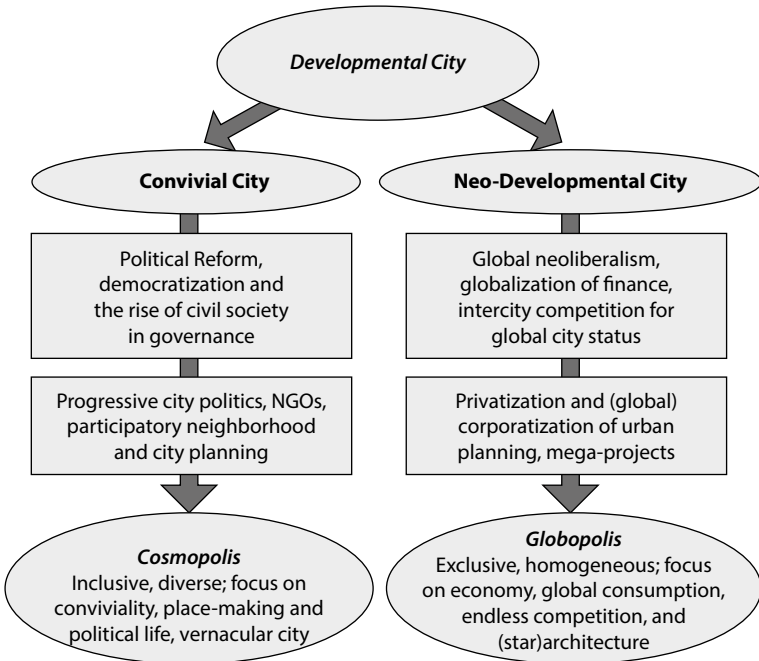 Developmental City
Convivial City
Political Reform,
democratization and
the rise of civil society
in governance
Progressive city politics, NGOs,
participatory neighborhood
and city planning
Cosmopolis
Inclusive, diverse; focus on
conviviality, place-making and
political life, vernacular city
Neo-Developmental City
Global neoliberalism,
globalization of finance,
intercity competition for
global city status
Privatization and (global)
corporatization of urban
planning, mega-projects
Globopolis
Exclusive, homogeneous; focus
on economy, global consumption,
endless competition, and
(star)architecture